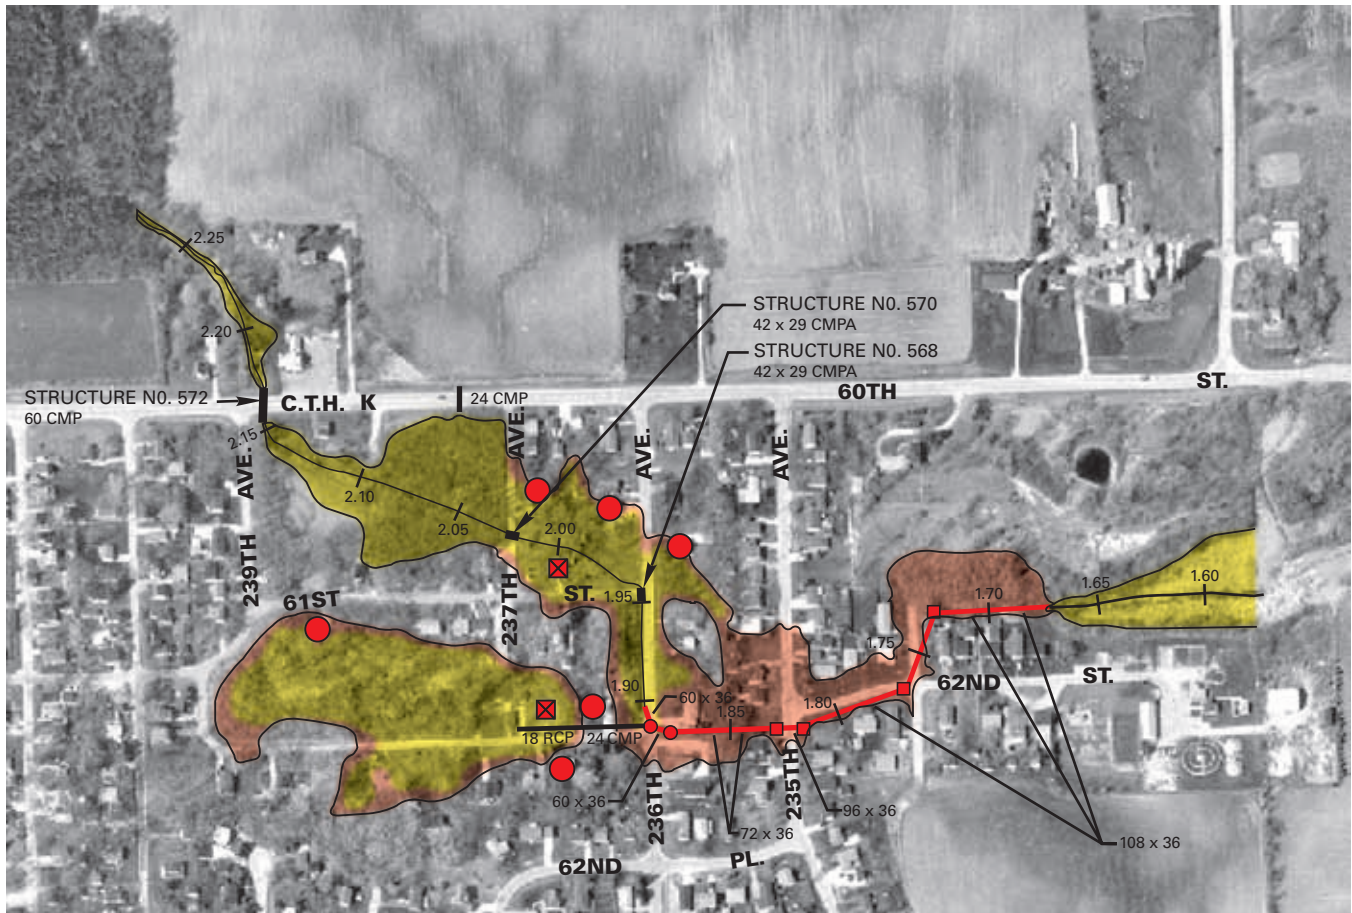 2.25
2.20
STRUCTURE N0. 570
42 x 29 CMPA
STRUCTURE N0. 568
42 x 29 CMPA
STRUCTURE N0. 572
60 CMP
C.T.H. K
24 CMP
60TH
ST.
2.15
AVE.
AVE.
AVE.
AVE.
2.10
2.05
2.00
239TH
237TH
ST.
1.95
61ST
1.65
1.60
1.70
1.75
62ND
ST.
1.90
60 x 36
1.85
1.80
18 RCP
24 CMP
60 x 36
236TH
235TH
72 x 36
96 x 36
108 x 36
62ND
PL.